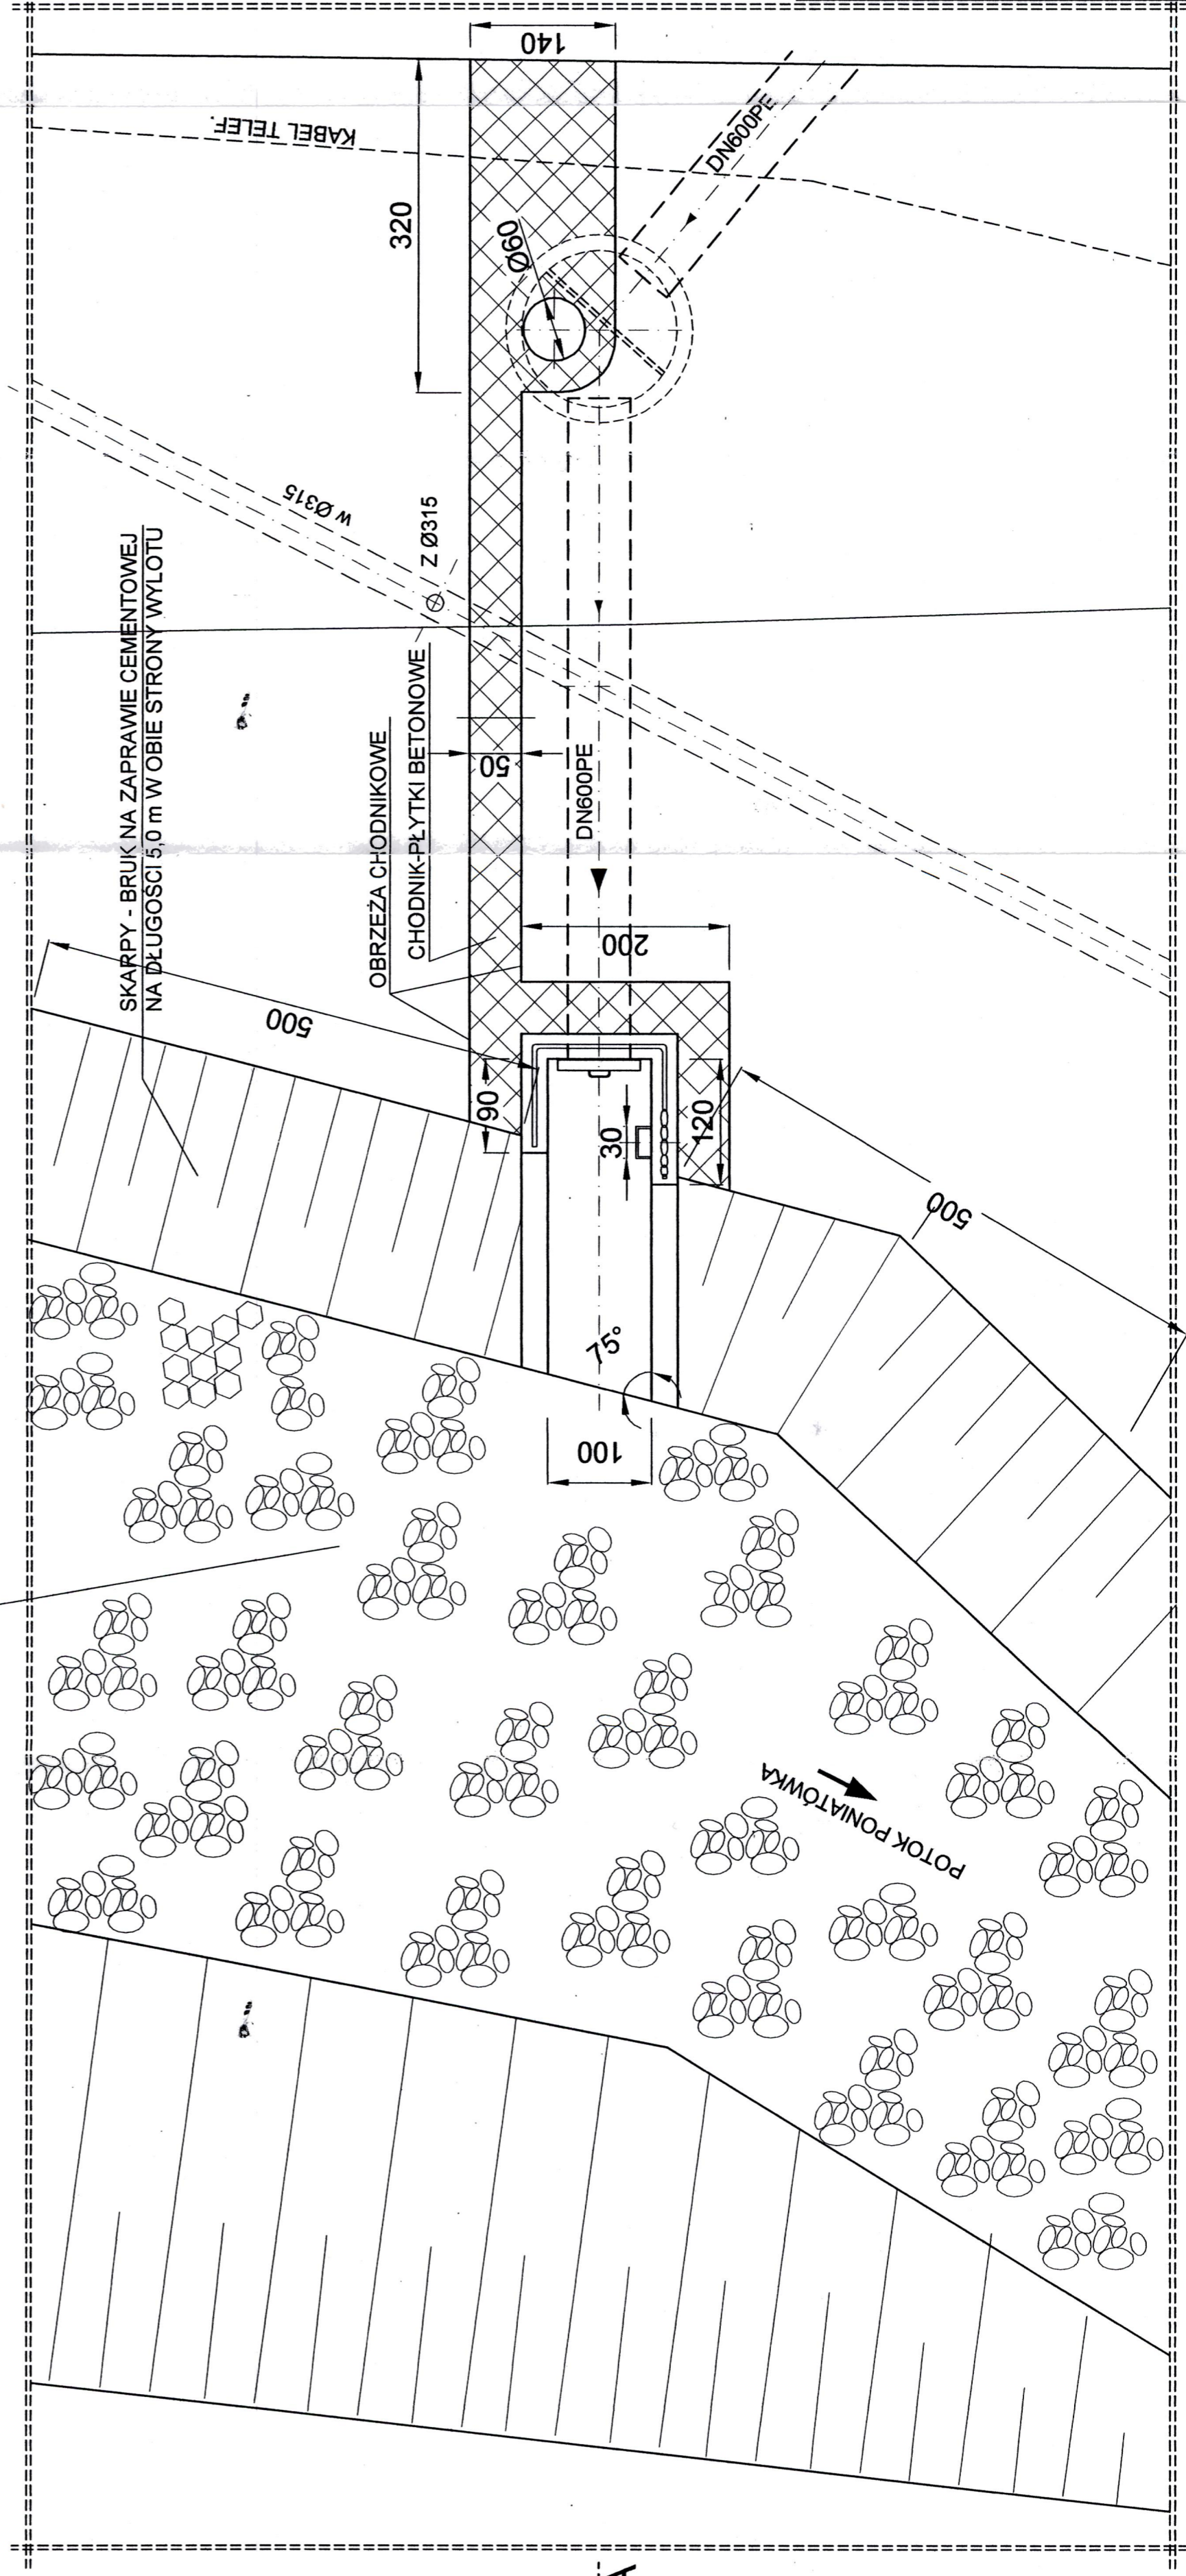 140
KABEL TELEF.
320
DN600PE
Ø60
w Ø315
Z Ø315
SKARPY - BRUK NA ZAPRAWIE CEMENTOWEJ
NA DŁUGOŚCI 5,0 m W OBIE STRONY WYLOTU
OBRZEŻA CHODNIKOWE
CHODNIK-PŁYTKI BETONOWE
50
DN600PE
200
500
90
30
120
500
75°
100
POTOK PONIATÓWKA
A